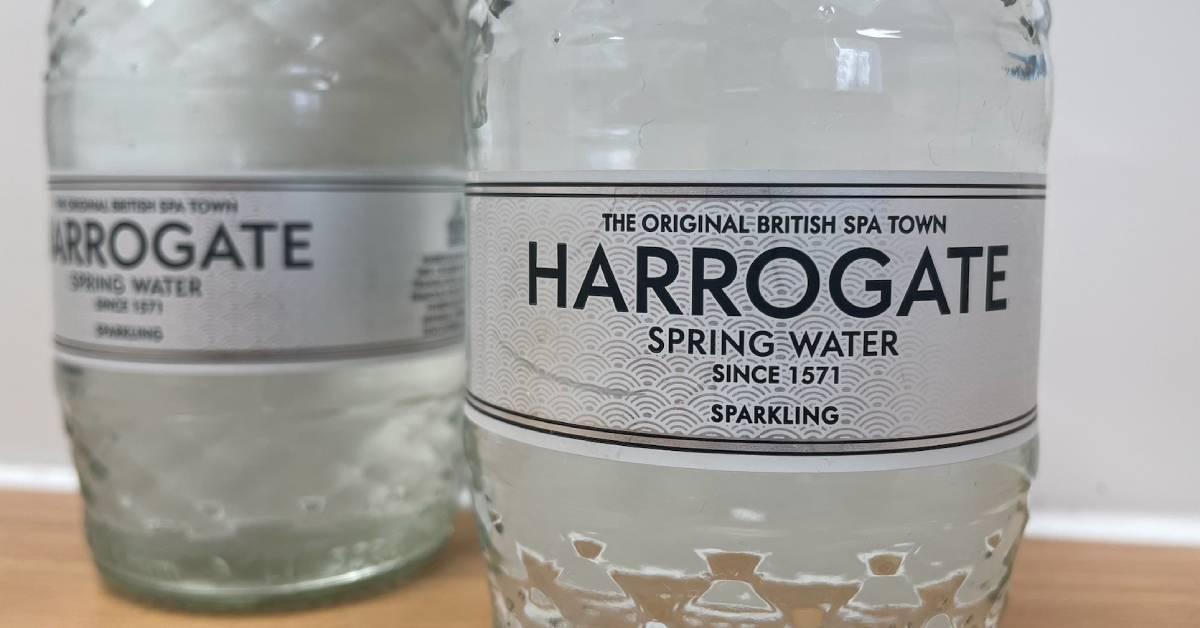 THE ORIGINAL BRITISH SPA TOWN
ARROGATE
SPRING WATER
SINCE 1571
SPARKLING
THE ORIGINAL BRITISH SPA TOWN
HARROGATE
SPRING WATER
SINCE 1571
SPARKLING